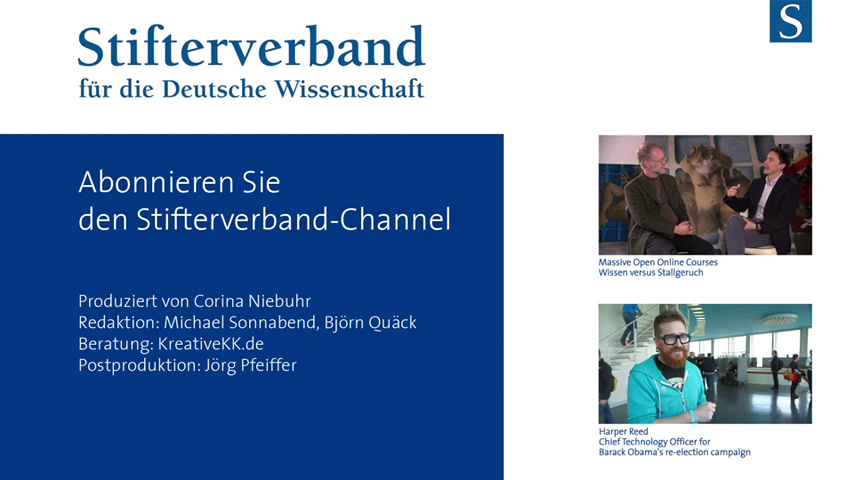 Stifterverband
für die Deutsche Wissenschaft
S
Abonnieren Sie
den Stifterverband-Channel
Produziert von Corina Niebuhr
Redaktion: Michael Sonnabend, Björn Quäck
Beratung: KreativeKK.de
Postproduktion: Jörg Pfeiffer
Massive Open Online Courses
Wissen versus Stallgeruch
Harper Reed
Chief Technology Officer for
Barack Obama's re-election campaign